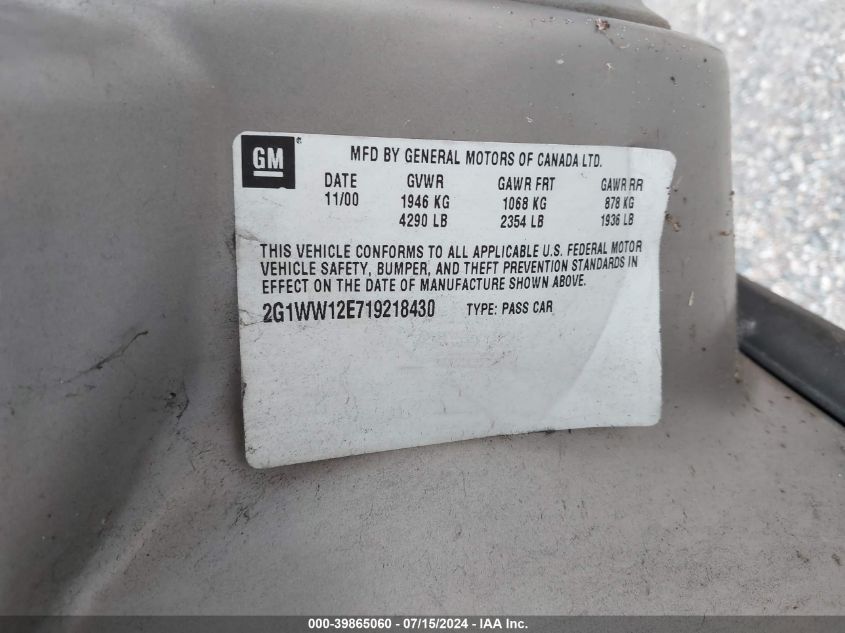 GM MFD BY GENERAL MOTORS OF CANADA LTD.
DATE GVWR GAWR FRT GAWR RR
11/00 1946 KG 1068 KG 878 KG
4290 LB 2354 LB 1936 LB
THIS VEHICLE CONFORMS TO ALL APPLICABLE U.S. FEDERAL MOTOR
VEHICLE SAFETY, BUMPER, AND THEFT PREVENTION STANDARDS IN
EFFECT ON THE DATE OF MANUFACTURE SHOWN ABOVE.
2G1WW12E719218430 TYPE: PASS CAR
000-39865060 - 07/15/2024 - IAA Inc.